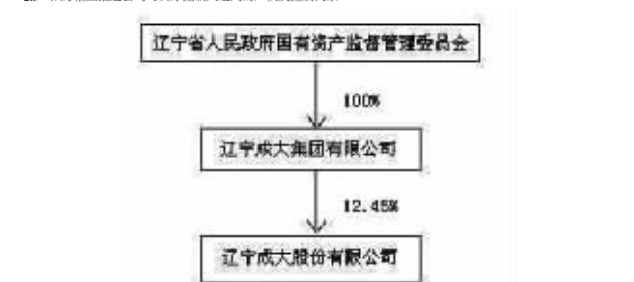 辽宁省人民政府国有资产监督管理委员会
100%
辽宁成大集团有限公司
12.45%
辽宁成大股份有限公司